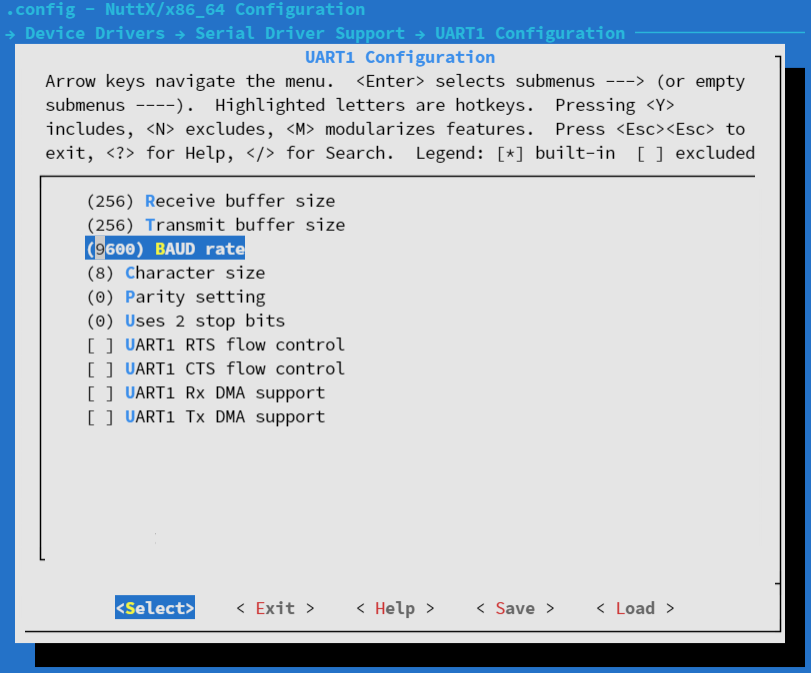 .config - NuttX/x86_64 Configuration
→ Device Drivers → Serial Driver Support → UART1 Configuration
UART1 Configuration
Arrow keys navigate the menu.  <Enter> selects submenus ---> (or empty
submenus ----).  Highlighted letters are hotkeys.  Pressing <Y>
includes, <N> excludes, <M> modularizes features.  Press <Esc><Esc> to
exit, <?> for Help, </> for Search.  Legend: [*] built-in  [ ] excluded
(256) Receive buffer size
(256) Transmit buffer size
(9600) BAUD rate
(8) Character size
(0) Parity setting
(0) Uses 2 stop bits
[ ] UART1 RTS flow control
[ ] UART1 CTS flow control
[ ] UART1 Rx DMA support
[ ] UART1 Tx DMA support
<Select>    < Exit >    < Help >    < Save >    < Load >